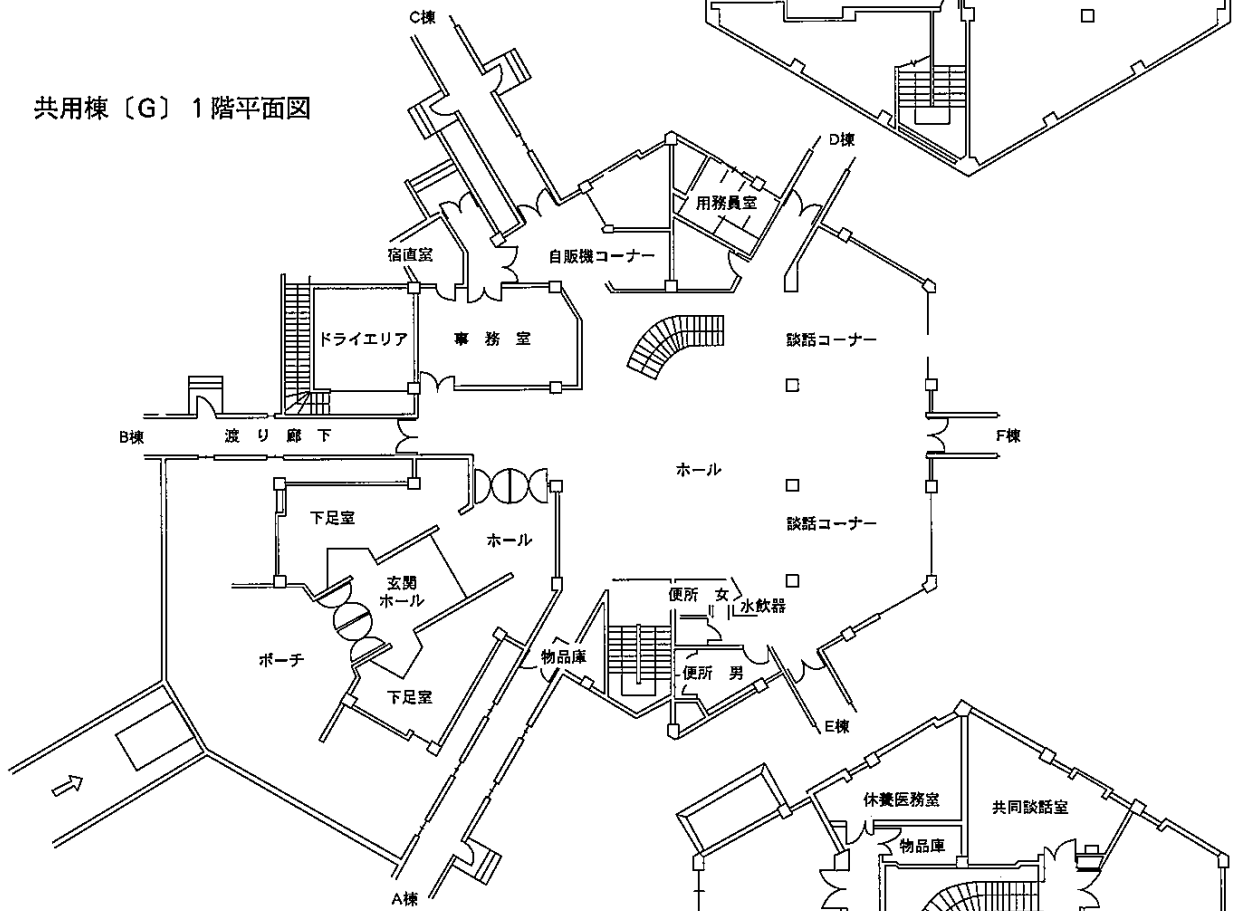 C棟
共用棟〔G〕1階平面図
D棟
用務員室
宿直室
自販機コーナー
ドライエリア
事務室
談話コーナー
B棟
渡り廊下
F棟
ホール
下足室
談話コーナー
ホール
玄関
ホール
便所 女
水飲器
ポーチ
物品庫
便所 男
下足室
E棟
休養医務室
共同談話室
物品庫
A棟